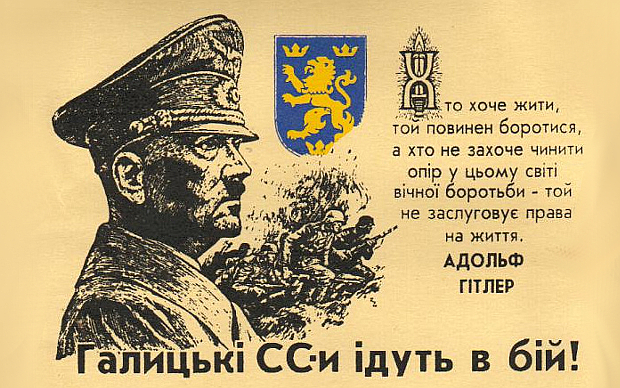 Хто хоче жити,
той повинен боротися,
а хто не захоче чинити
опір у цьому світі
вічної боротьби - той
не заслуговує права
на життя.
АДОЛЬФ
ГІТЛЕР
Галицькі СС-и ідуть в бій!